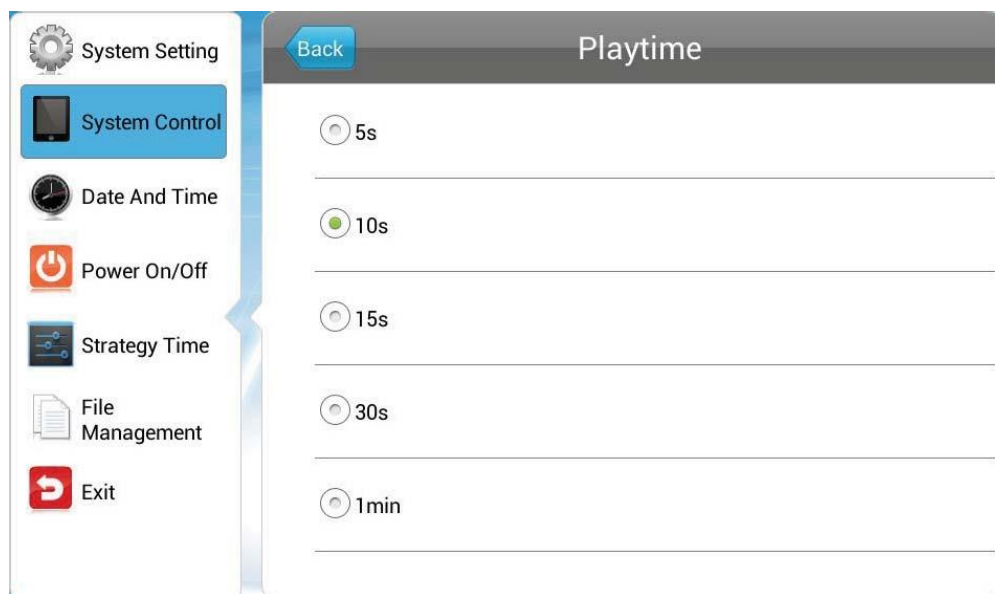 System Setting
System Control
Date And Time
Power On/Off
Strategy Time
File
Management
Exit
Back
Playtime
5s
10s
15s
30s
1min